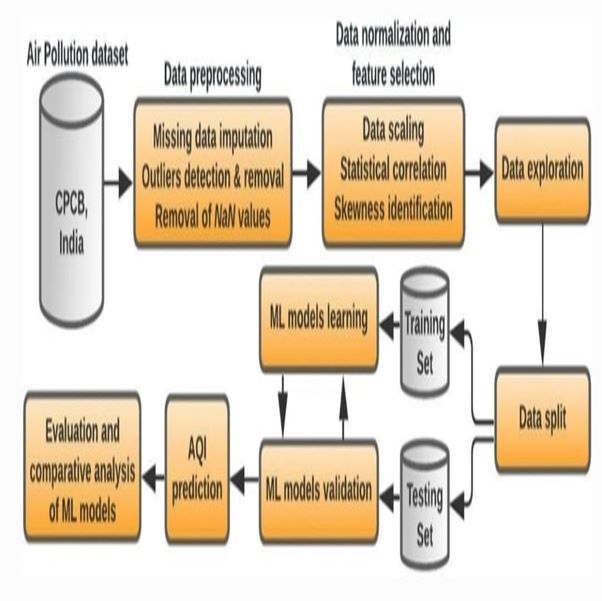 Air Pollution dataset
CPCB,
India
Data preprocessing
Missing data imputation
Outliers detection & removal
Removal of NaN values
Data normalization and
feature selection
Data scaling
Statistical correlation
Skewness identification
Data exploration
Data split
Training
Set
Testing
Set
ML models learning
ML models validation
AQI
prediction
Evaluation and
comparative analysis
of ML models